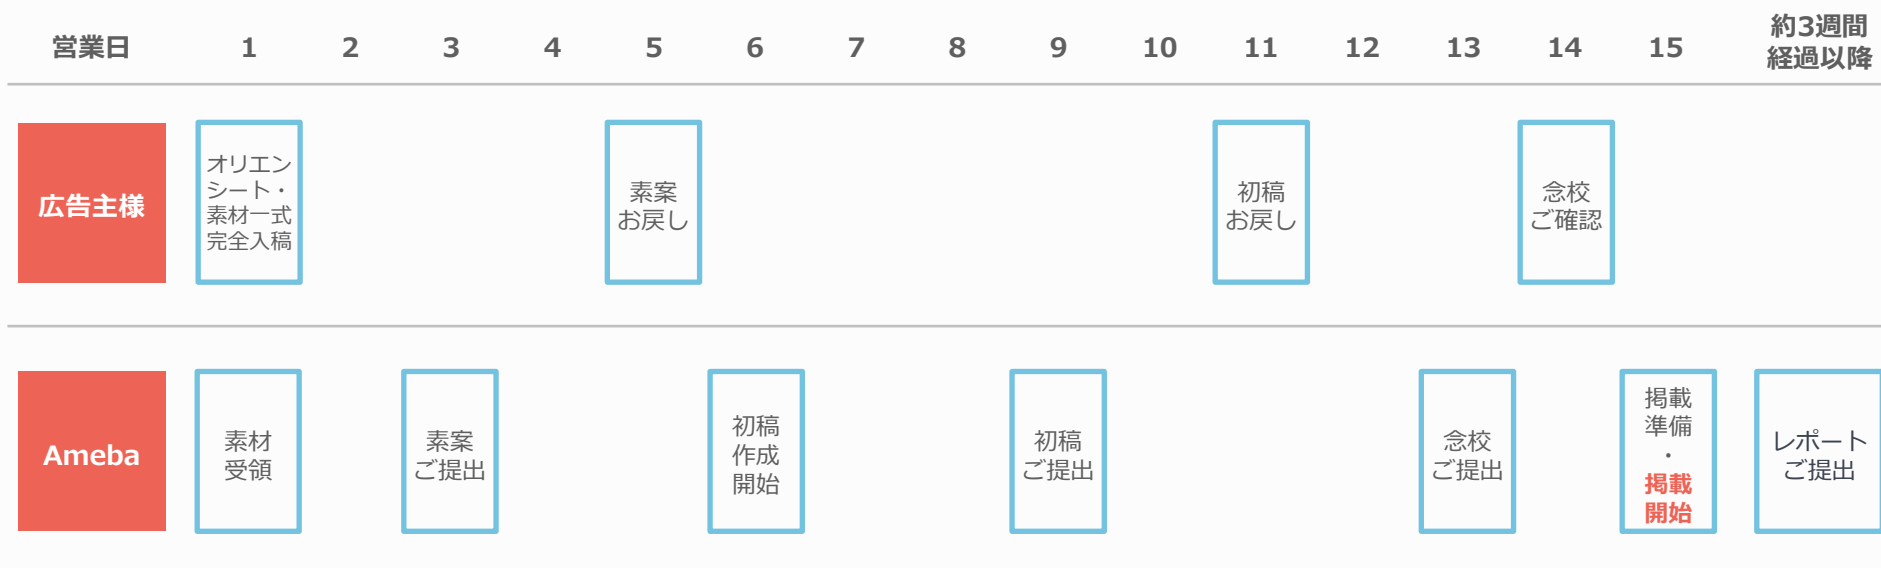 営業日 1 2 3 4 5 6 7 8 9 10 11 12 13 14 15 約3週間
経過以降
広告主様
オリエン
シート・
素材一式
完全入稿
素案
お戻し
初稿
お戻し
念校
ご確認
Ameba
素材
受領
素案
ご提出
初稿
作成
開始
初稿
ご提出
念校
ご提出
掲載
準備
・
掲載
開始
レポート
ご提出